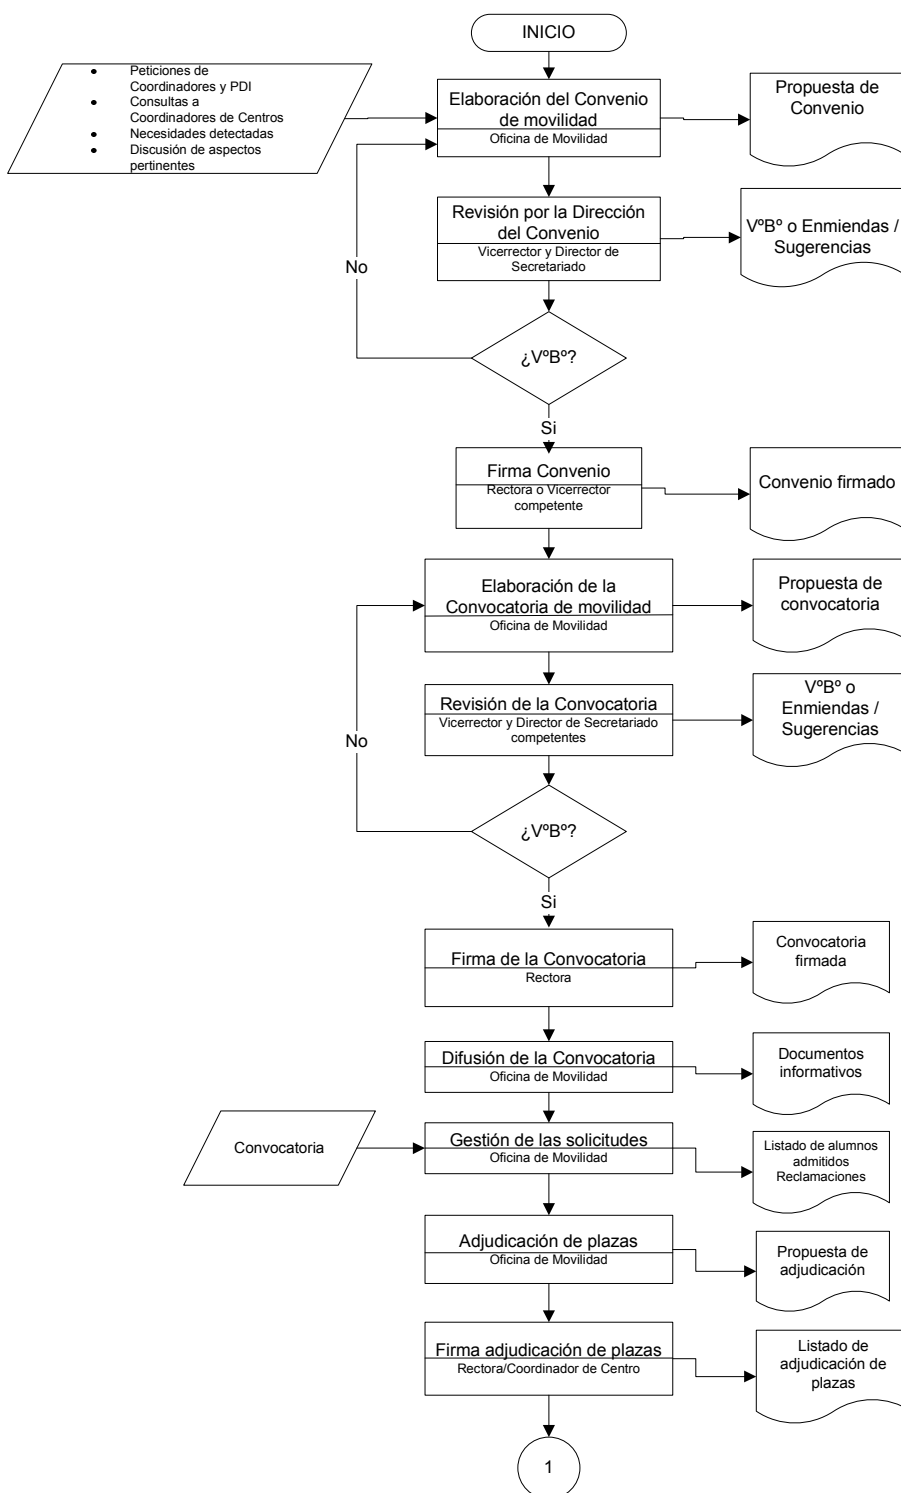 INICIO
• Peticiones de
Coordinadores y PDI
• Consultas a
Coordinadores de Centros
• Necesidades detectadas
• Discusión de aspectos
pertinentes
Elaboración del Convenio
de movilidad
Oficina de Movilidad
Propuesta de
Convenio
Revisión por la Dirección
del Convenio
Vicerrector y Director de
Secretariado
VºBº o Enmiendas /
Sugerencias
No
¿VºBº?
Si
Firma Convenio
Rectora o Vicerrector
competente
Convenio firmado
Elaboración de la
Convocatoria de movilidad
Oficina de Movilidad
Propuesta de
convocatoria
Revisión de la Convocatoria
Vicerrector y Director de Secretariado
competentes
VºBº o
Enmiendas /
Sugerencias
No
¿VºBº?
Si
Firma de la Convocatoria
Rectora
Convocatoria
firmada
Difusión de la Convocatoria
Oficina de Movilidad
Documentos
informativos
Convocatoria
Gestión de las solicitudes
Oficina de Movilidad
Listado de alumnos
admitidos
Reclamaciones
Adjudicación de plazas
Oficina de Movilidad
Propuesta de
adjudicación
Firma adjudicación de plazas
Rectora/Coordinador de Centro
Listado de
adjudicación de
plazas
1